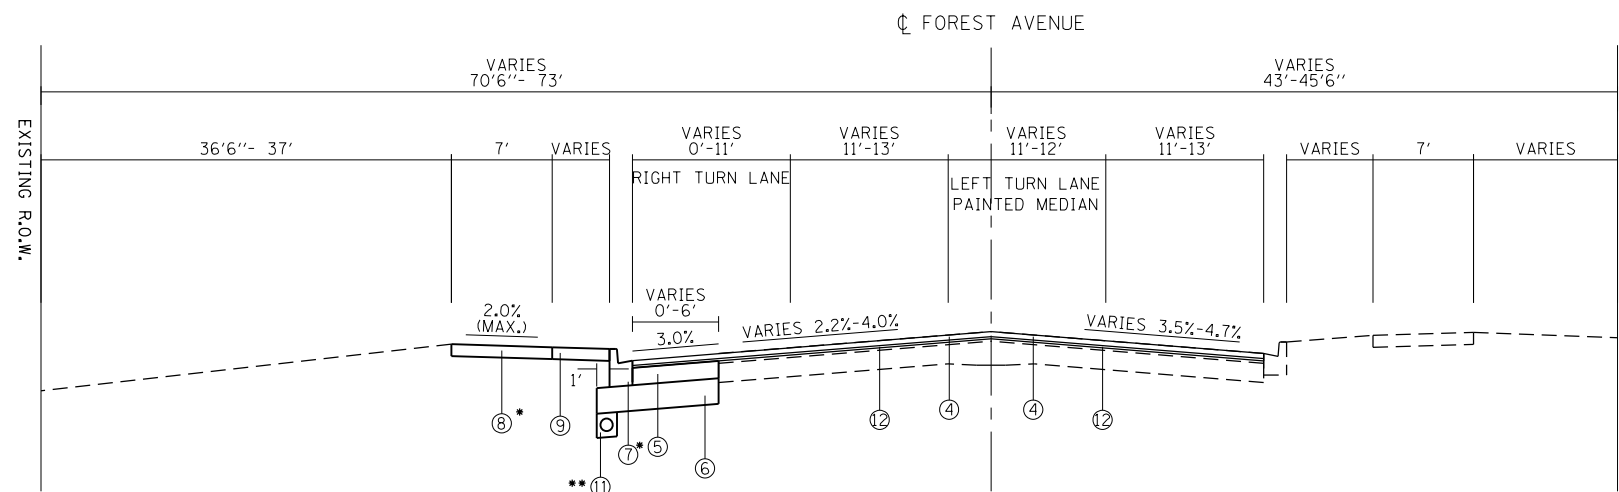 ℄ FOREST AVENUE
VARIES
70'6''- 73'
VARIES
43'-45'6''
EXISTING R.O.W.
36'6''- 37'
7'
VARIES
VARIES
0'-11'
VARIES
11'-13'
VARIES
11'-12'
VARIES
11'-13'
VARIES
7'
VARIES
RIGHT TURN LANE
LEFT TURN LANE
PAINTED MEDIAN
2.0%
(MAX.)
VARIES
0'-6'
3.0%
VARIES 2.2%-4.0%
VARIES 3.5%-4.7%
1'
8*
9
7*
5
6
**11
12
4
4
12